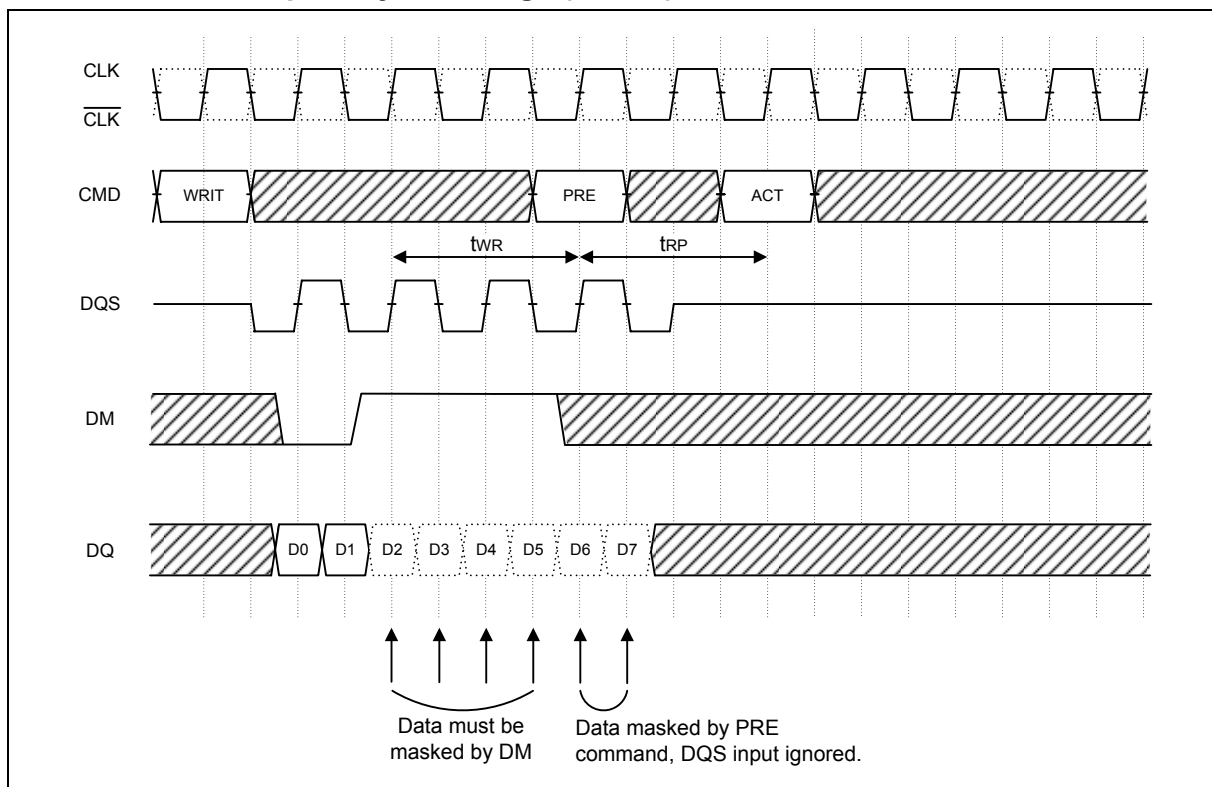 CLK
CLK
CMD WRIT PRE ACT
tWR tRP
DQS
DM
DQ D0 D1 D2 D3 D4 D5 D6 D7
Data must be Data masked by PRE
masked by DM command, DQS input ignored.